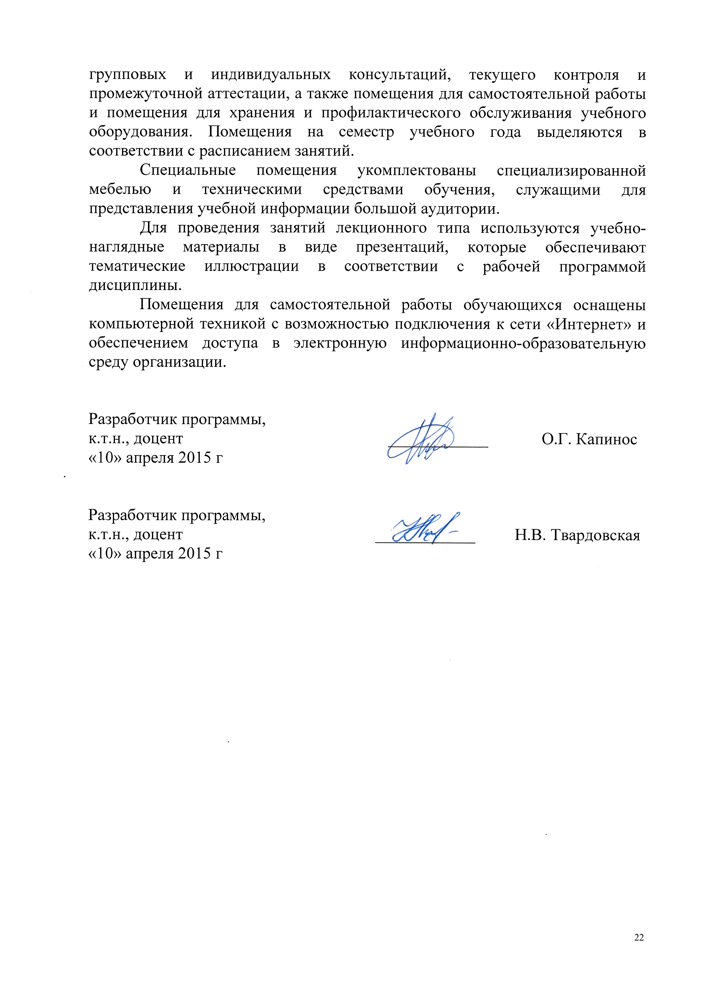 групповых и индивидуальных консультаций, текущего контроля и
промежуточной аттестации, а также помещения для самостоятельной работы
и помещения для хранения и профилактического обслуживания учебного
оборудования. Помещения на семестр учебного года выделяются в
соответствии с расписанием занятий.
Специальные помещения укомплектованы специализированной
мебелью и техническими средствами обучения, служащими для
представления учебной информации большой аудитории.
Для проведения занятий лекционного типа используются учебно-
наглядные материалы в виде презентаций, которые обеспечивают
тематические иллюстрации в соответствии с рабочей программой
дисциплины.
Помещения для самостоятельной работы обучающихся оснащены
компьютерной техникой с возможностью подключения к сети «Интернет» и
обеспечением доступа в электронную информационно-образовательную
среду организации.
Разработчик программы,
к.т.н., доцент О.Г. Капинос
«10» апреля 2015 г
Разработчик программы,
к.т.н., доцент Н.В. Твардовская
«10» апреля 2015 г
22